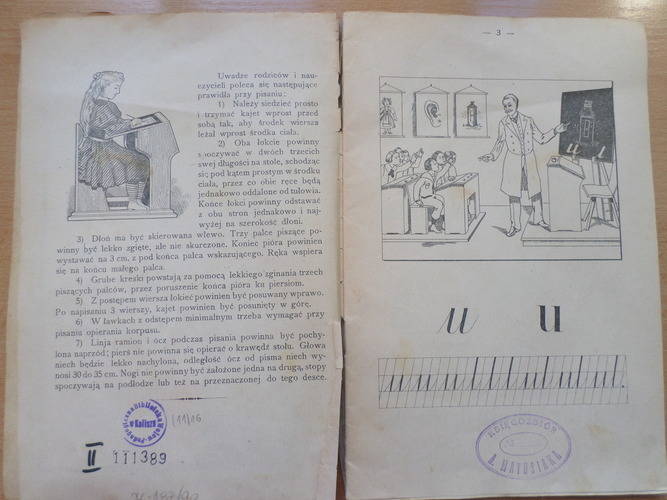 Uwadze rodziców i nau-
czycieli poleca się następujące
prawidła przy pisaniu:
1) Należy siedzieć prosto
i trzymać kajet wprost przed
sobą tak, aby środek wiersza
leżał wprost środka ciała.
2) Oba łokcie powinny
spoczywać w dwóch trzecich
swej długości na stole, schodząc
się pod kątem prostym w środku
ciała, przez co obie ręce będą
jednakowo oddalone od tułowia.
Końce łokci powinny odstawać
z obu stron jednakowo i naj-
wyżej na szerokość dłoni.
3) Dłoń ma być skierowana wlewo. Trzy palce piszące po-
winny być lekko zgięte, ale nie skurczone. Koniec pióra powinien
wystawać na 3 cm. z pod końca palca wskazującego. Ręka wspiera
się na końcu małego palca.
4) Grube kreski powstają za pomocą lekkiego zginania trzech
piszących palców, przez poruszenie końca pióra ku piersiom.
5) Z postępem wiersza łokieć powinien być posuwany wprawo.
Po napisaniu 3 wierszy, kajet powinien być posunięty w górę.
6) W ławkach z odstępem minimalnym trzeba wymagać przy
pisaniu opierania korpusu.
7) Linja ramion i ócz podczas pisania powinna być pochy-
lona naprzód; pierś nie powinna się opierać o krawędź stołu. Głowa
niech będzie lekko nachylona, odległość ócz od pisma niech wy-
nosi 30 do 35 cm. Nogi nie powinny być założone jedna na drugą, stopy
spoczywają na podłodze lub też na przeznaczonej do tego desce.
w Kaliszu
II 111389
— 3 —
u u
KSIĘGOZBIÓR
A. MATUSIAKA